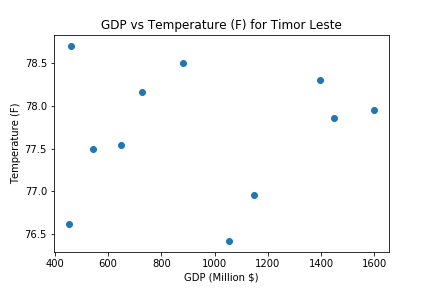 GDP vs Temperature (F) for Timor Leste
78.5
78.0
77.5
77.0
76.5
Temperature (F)
400 600 800 1000 1200 1400 1600
GDP (Million $)